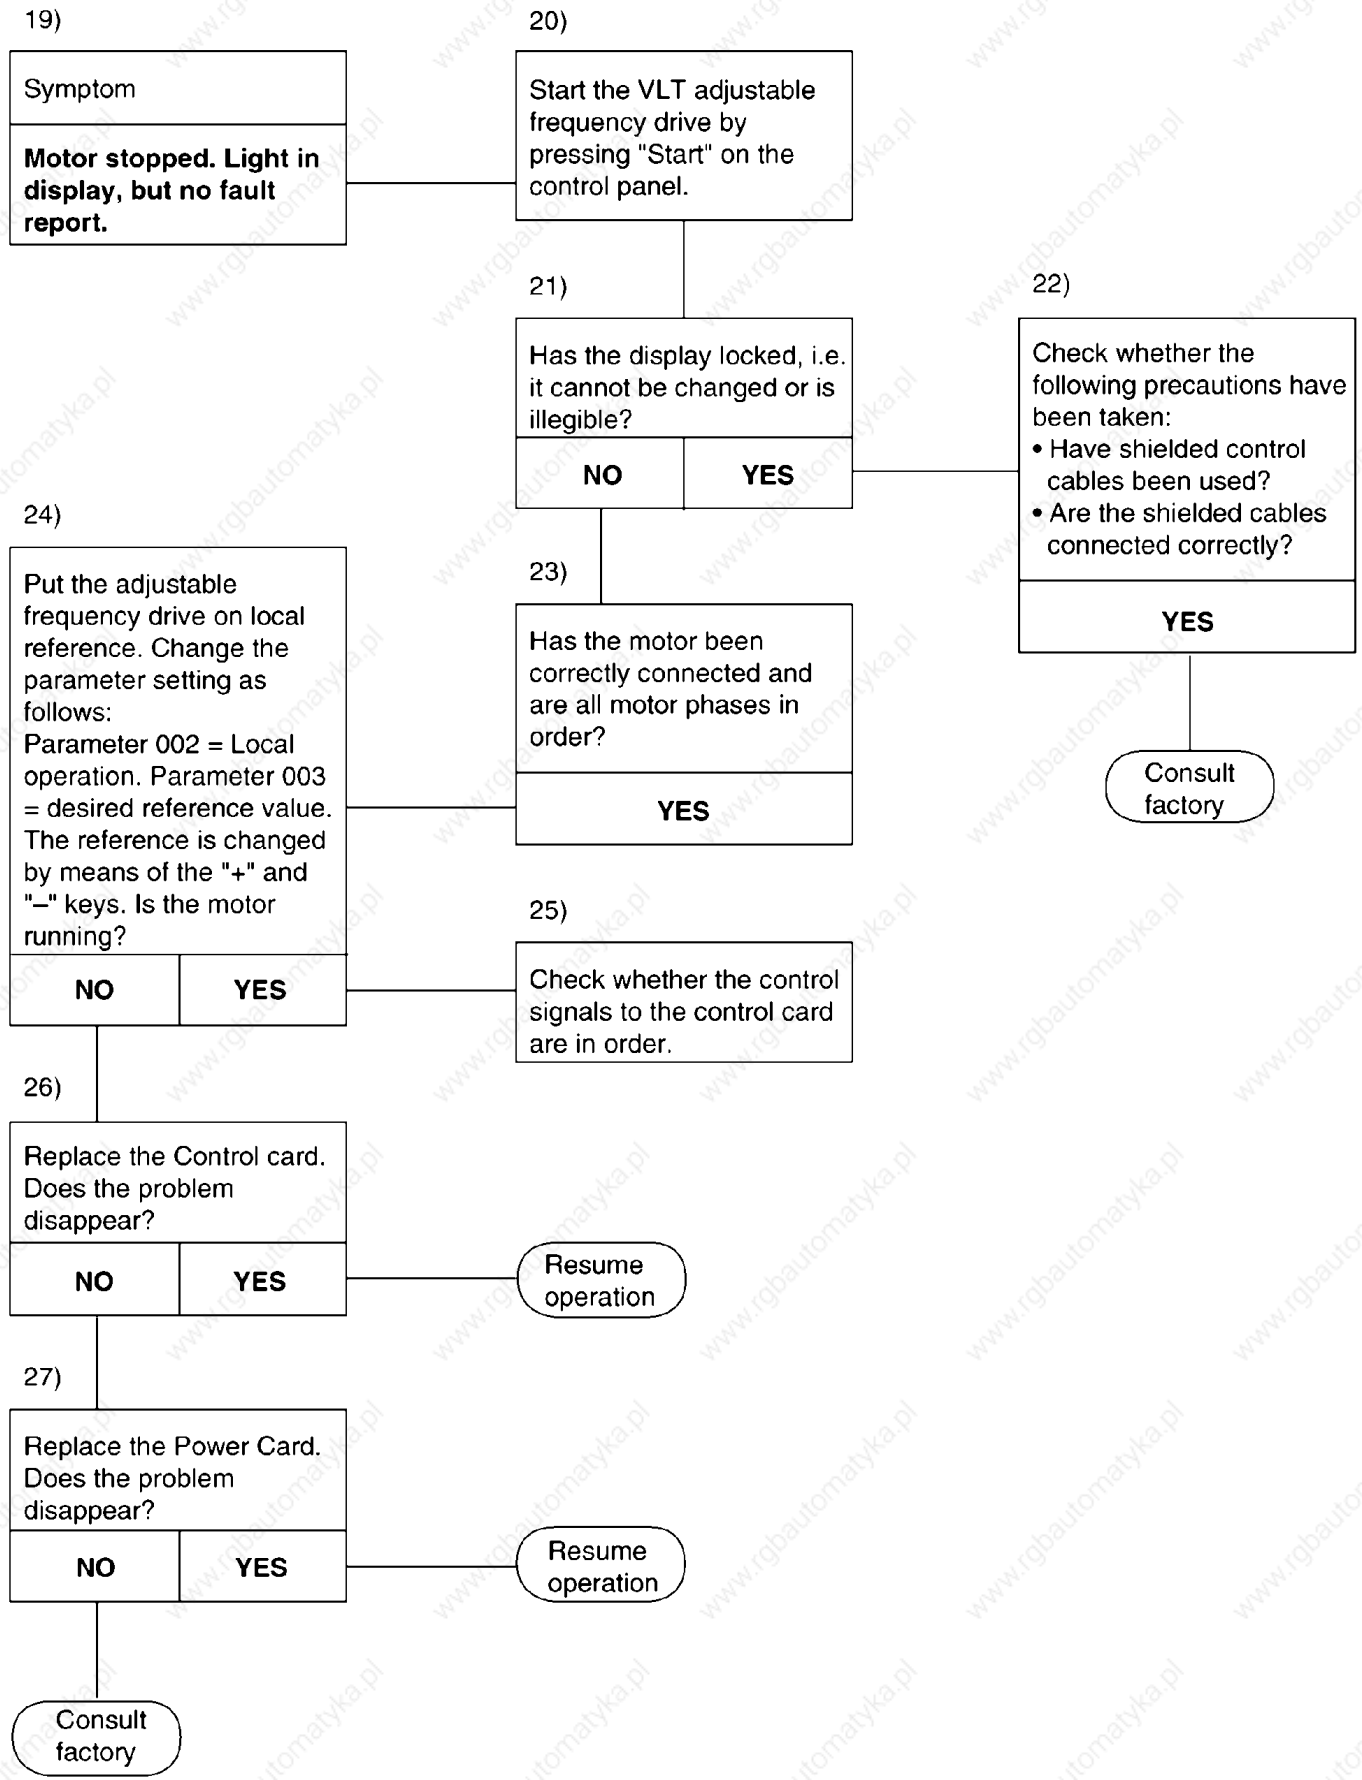 19)
Symptom
Motor stopped. Light in
display, but no fault
report.
20)
Start the VLT adjustable
frequency drive by
pressing "Start" on the
control panel.
21)
Has the display locked, i.e.
it cannot be changed or is
illegible?
NO
YES
22)
Check whether the
following precautions have
been taken:
• Have shielded control
cables been used?
• Are the shielded cables
connected correctly?
YES
Consult
factory
23)
Has the motor been
correctly connected and
are all motor phases in
order?
YES
24)
Put the adjustable
frequency drive on local
reference. Change the
parameter setting as
follows:
Parameter 002 = Local
operation. Parameter 003
= desired reference value.
The reference is changed
by means of the "+" and
"–" keys. Is the motor
running?
NO
YES
25)
Check whether the control
signals to the control card
are in order.
26)
Replace the Control card.
Does the problem
disappear?
NO
YES
Resume
operation
27)
Replace the Power Card.
Does the problem
disappear?
NO
YES
Resume
operation
Consult
factory
www.rgbautomatyka.pl